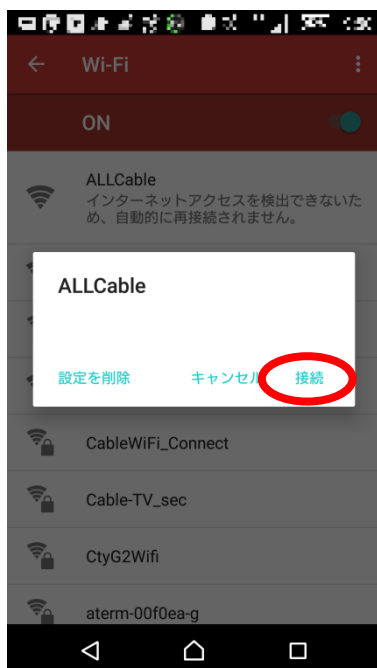 Wi-Fi
ON
ALLCable
インターネットアクセスを検出できないた
め、自動的に再接続されません。
ALLCable
設定を削除 キャンセル 接続
CableWiFi_Connect
Cable-TV_sec
CtyG2Wifi
aterm-00f0ea-g